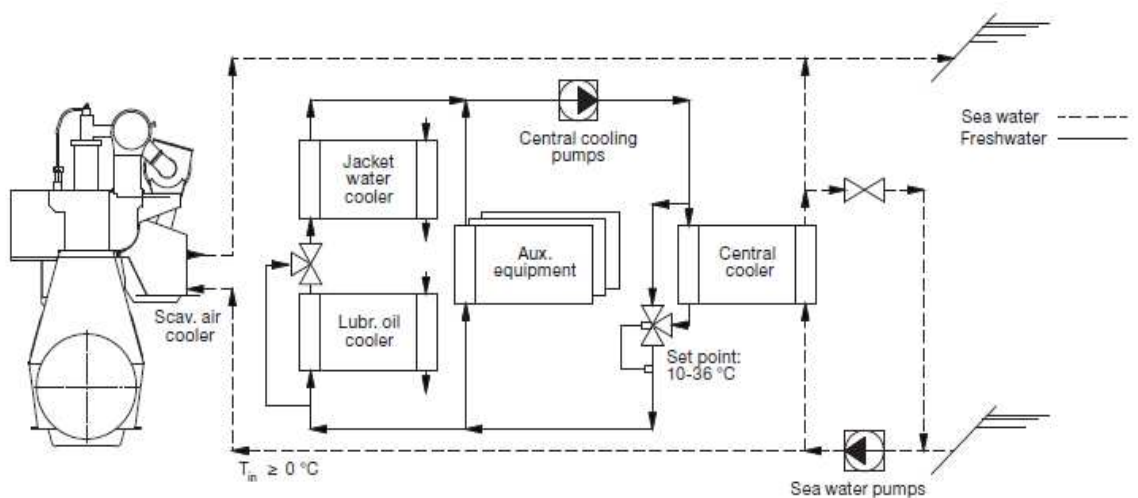 Sea water
Freshwater
Central cooling
pumps
Jacket
water
cooler
Aux.
equipment
Central
cooler
Scav. air
cooler
Lubr. oil
cooler
Set point:
10-36 °C
T_in ≥ 0 °C
Sea water pumps